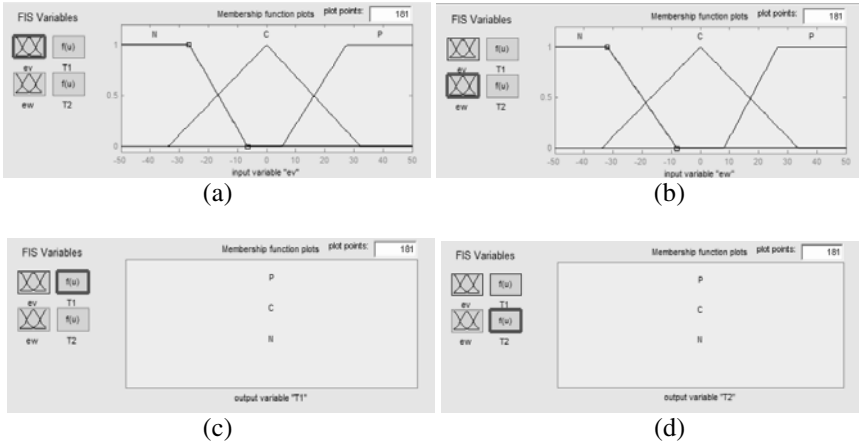 FIS Variables
Membership function plots plot points: 181
f(u)
ev T1
f(u)
ew T2
N C P
1
0.5
0
-50 -40 -30 -20 -10 0 10 20 30 40 50
input variable "ev"
(a)
FIS Variables
Membership function plots plot points: 181
f(u)
ev T1
f(u)
ew T2
N C P
1
0.5
0
-50 -40 -30 -20 -10 0 10 20 30 40 50
input variable "ew"
(b)
FIS Variables
Membership function plots plot points: 181
f(u)
ev T1
f(u)
ew T2
P
C
N
output variable "T1"
(c)
FIS Variables
Membership function plots plot points: 181
f(u)
ev T1
f(u)
ew T2
P
C
N
output variable "T2"
(d)